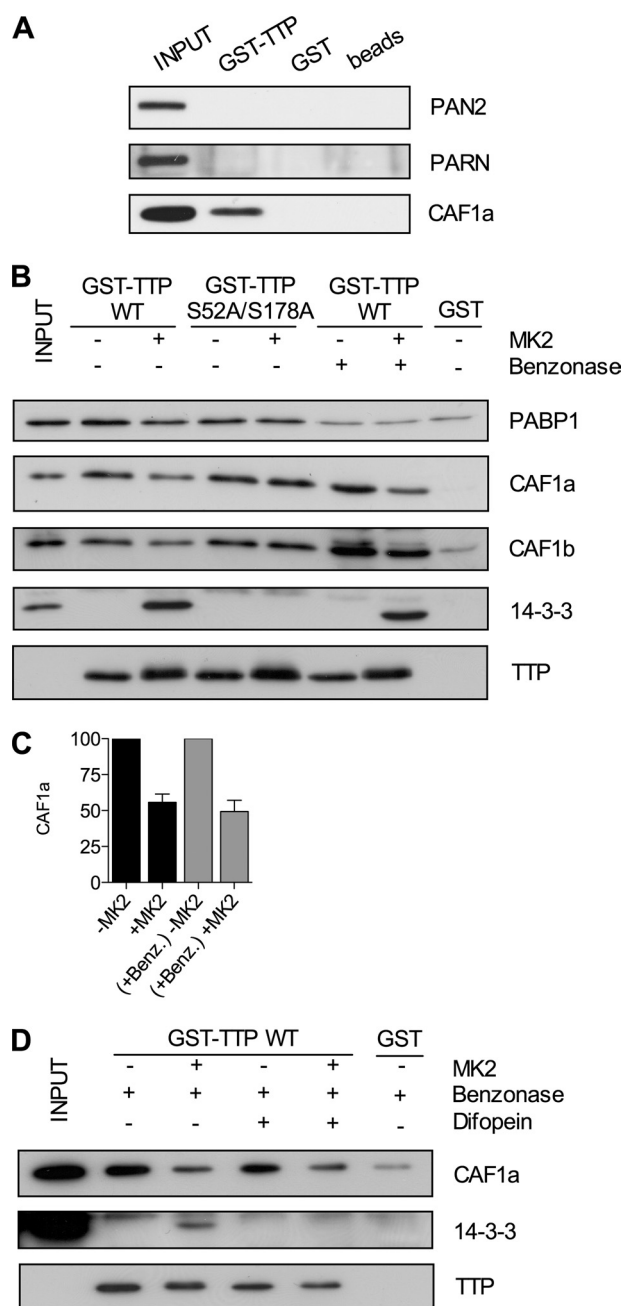 A
INPUT GST-TTP GST beads
PAN2
PARN
CAF1a
B
INPUT
GST-TTP WT GST-TTP S52A/S178A GST-TTP WT GST
- + - + - + - MK2
- - - - + + - Benzonase
PABP1
CAF1a
CAF1b
14-3-3
TTP
C
CAF1a
100
75
50
25
0
-MK2 +MK2 (+Benz.) -MK2 (+Benz.) +MK2
D
GST-TTP WT GST
INPUT
- + - + - MK2
+ + + + + Benzonase
- - + + - Difopein
CAF1a
14-3-3
TTP